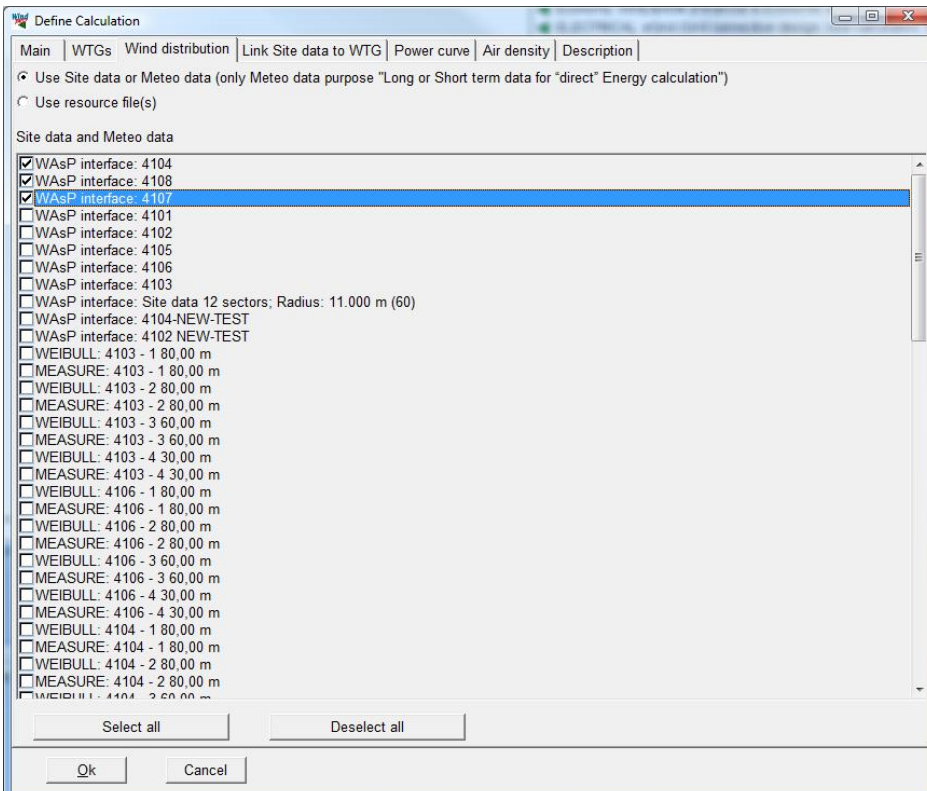 Define Calculation
Main WTGs Wind distribution Link Site data to WTG Power curve Air density Description
Use Site data or Meteo data (only Meteo data purpose "Long or Short term data for “direct” Energy calculation")
Use resource file(s)
Site data and Meteo data
WAsP interface: 4104
WAsP interface: 4108
WAsP interface: 4107
WAsP interface: 4101
WAsP interface: 4102
WAsP interface: 4105
WAsP interface: 4106
WAsP interface: 4103
WAsP interface: Site data 12 sectors; Radius: 11.000 m (60)
WAsP interface: 4104-NEW-TEST
WAsP interface: 4102 NEW-TEST
WEIBULL: 4103 - 1 80,00 m
MEASURE: 4103 - 1 80,00 m
WEIBULL: 4103 - 2 80,00 m
MEASURE: 4103 - 2 80,00 m
WEIBULL: 4103 - 3 60,00 m
MEASURE: 4103 - 3 60,00 m
WEIBULL: 4103 - 4 30,00 m
MEASURE: 4103 - 4 30,00 m
WEIBULL: 4106 - 1 80,00 m
MEASURE: 4106 - 1 80,00 m
WEIBULL: 4106 - 2 80,00 m
MEASURE: 4106 - 2 80,00 m
WEIBULL: 4106 - 3 60,00 m
MEASURE: 4106 - 3 60,00 m
WEIBULL: 4106 - 4 30,00 m
MEASURE: 4106 - 4 30,00 m
WEIBULL: 4104 - 1 80,00 m
MEASURE: 4104 - 1 80,00 m
WEIBULL: 4104 - 2 80,00 m
MEASURE: 4104 - 2 80,00 m
WEIBULL: 4104 - 3 60,00 m
Select all Deselect all
Ok Cancel